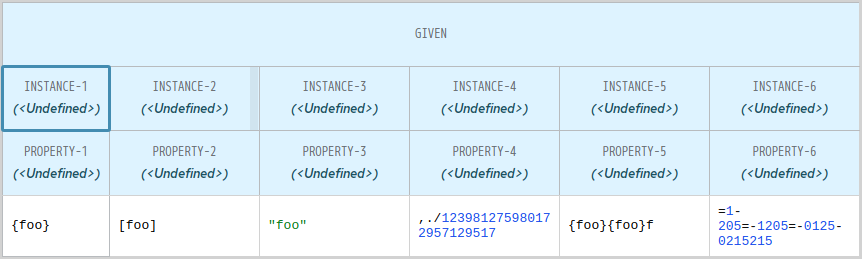 GIVEN
INSTANCE-1 INSTANCE-2 INSTANCE-3 INSTANCE-4 INSTANCE-5 INSTANCE-6
(<Undefined>) (<Undefined>) (<Undefined>) (<Undefined>) (<Undefined>) (<Undefined>)
PROPERTY-1 PROPERTY-2 PROPERTY-3 PROPERTY-4 PROPERTY-5 PROPERTY-6
(<Undefined>) (<Undefined>) (<Undefined>) (<Undefined>) (<Undefined>) (<Undefined>)
{foo}
[foo]
"foo"
,./12398127598017
2957129517
{foo}{foo}f
=1-
205=-1205=-0125-
0215215